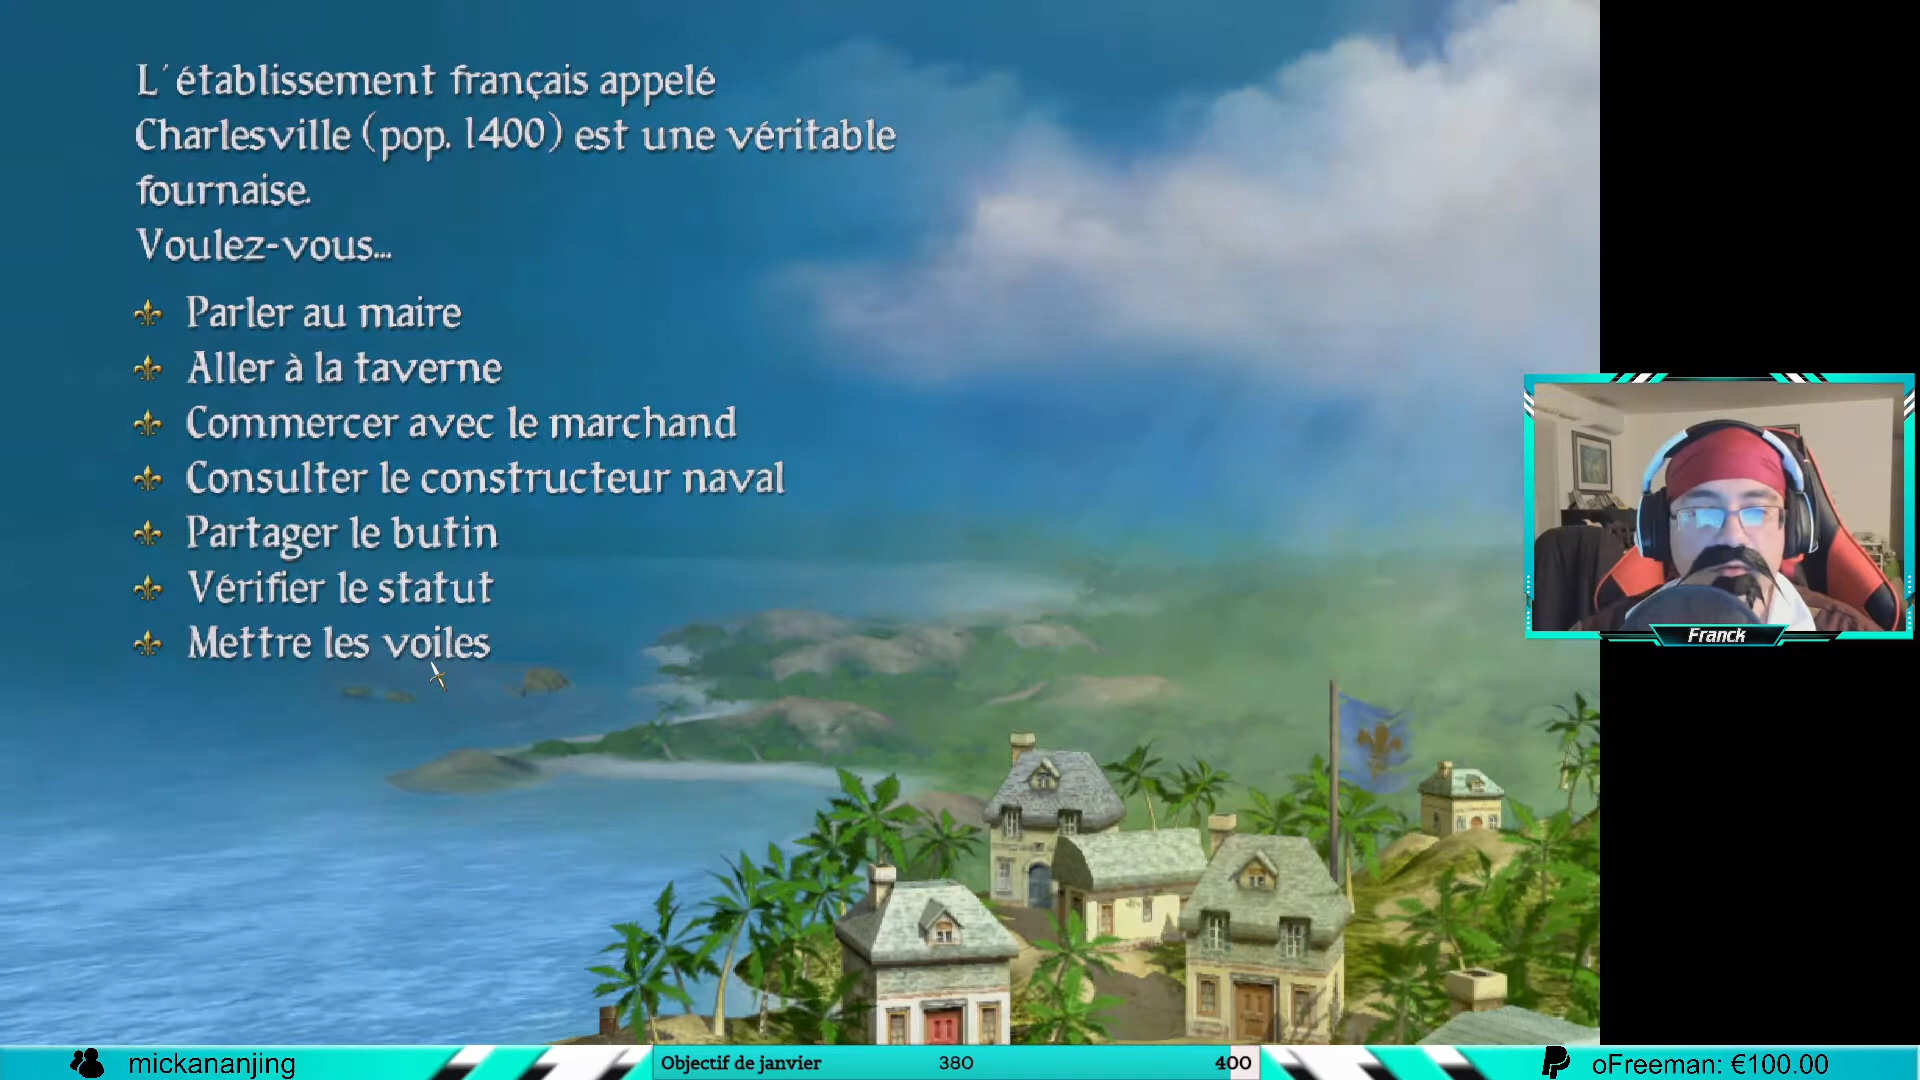 L'établissement français appelé
Charlesville (pop. 1400) est une véritable
fournaise.
Voulez-vous...
Parler au maire
Aller à la taverne
Commercer avec le marchand
Consulter le constructeur naval
Partager le butin
Vérifier le statut
Mettre les voiles
Franck
mickananjing
Objectif de janvier 380 400
oFreeman: €100.00